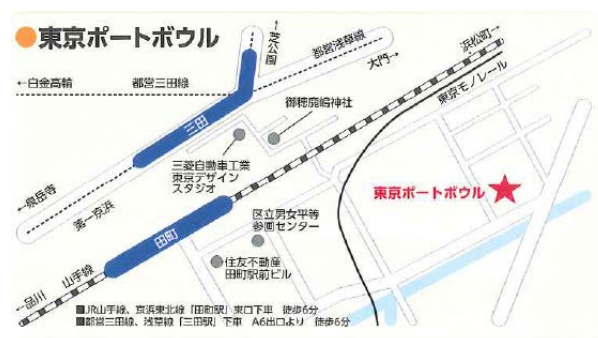 東京ポートボウル
←芝公園
都営浅草線
大門→
浜松町→
←白金高輪
都営三田線
東京モノレール
三田
御穂鹿嶋神社
三菱自動車工業
東京デザイン
スタジオ
←泉岳寺
第一京浜
東京ポートボウル
田町
区立男女平等
参画センター
住友不動産
田町駅前ビル
←品川
山手線
■JR山手線、京浜東北線「田町駅」東口下車 徒歩6分
■都営三田線、浅草線「三田駅」下車 A6出口より 徒歩6分